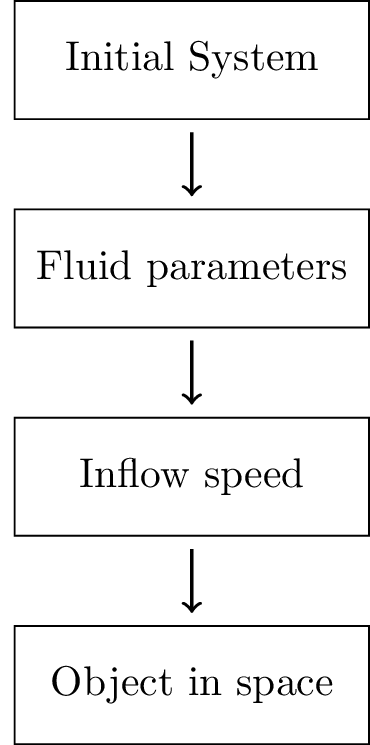 Initial System
Fluid parameters
Inflow speed
Object in space